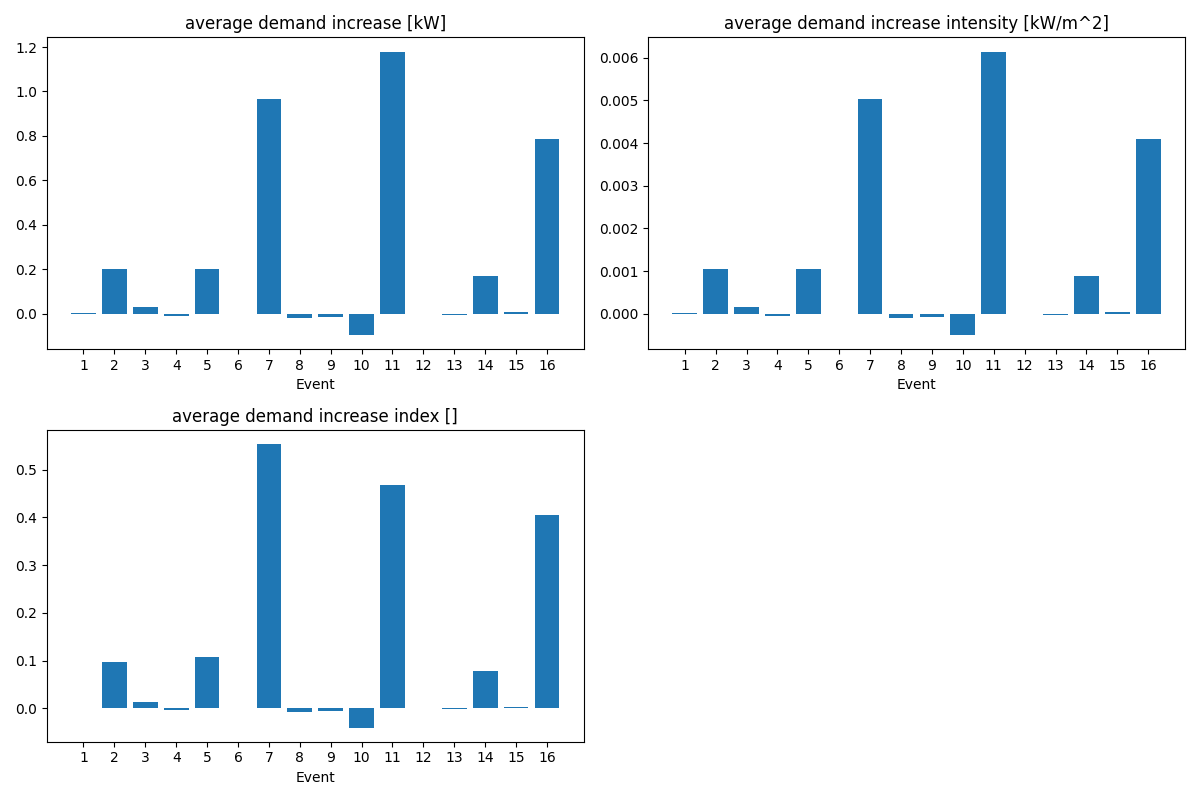 average demand increase [kW]
1.2
1.0
0.8
0.6
0.4
0.2
0.0
1 2 3 4 5 6 7 8 9 10 11 12 13 14 15 16
Event
average demand increase intensity [kW/m^2]
0.006
0.005
0.004
0.003
0.002
0.001
0.000
1 2 3 4 5 6 7 8 9 10 11 12 13 14 15 16
Event
average demand increase index []
0.5
0.4
0.3
0.2
0.1
0.0
1 2 3 4 5 6 7 8 9 10 11 12 13 14 15 16
Event